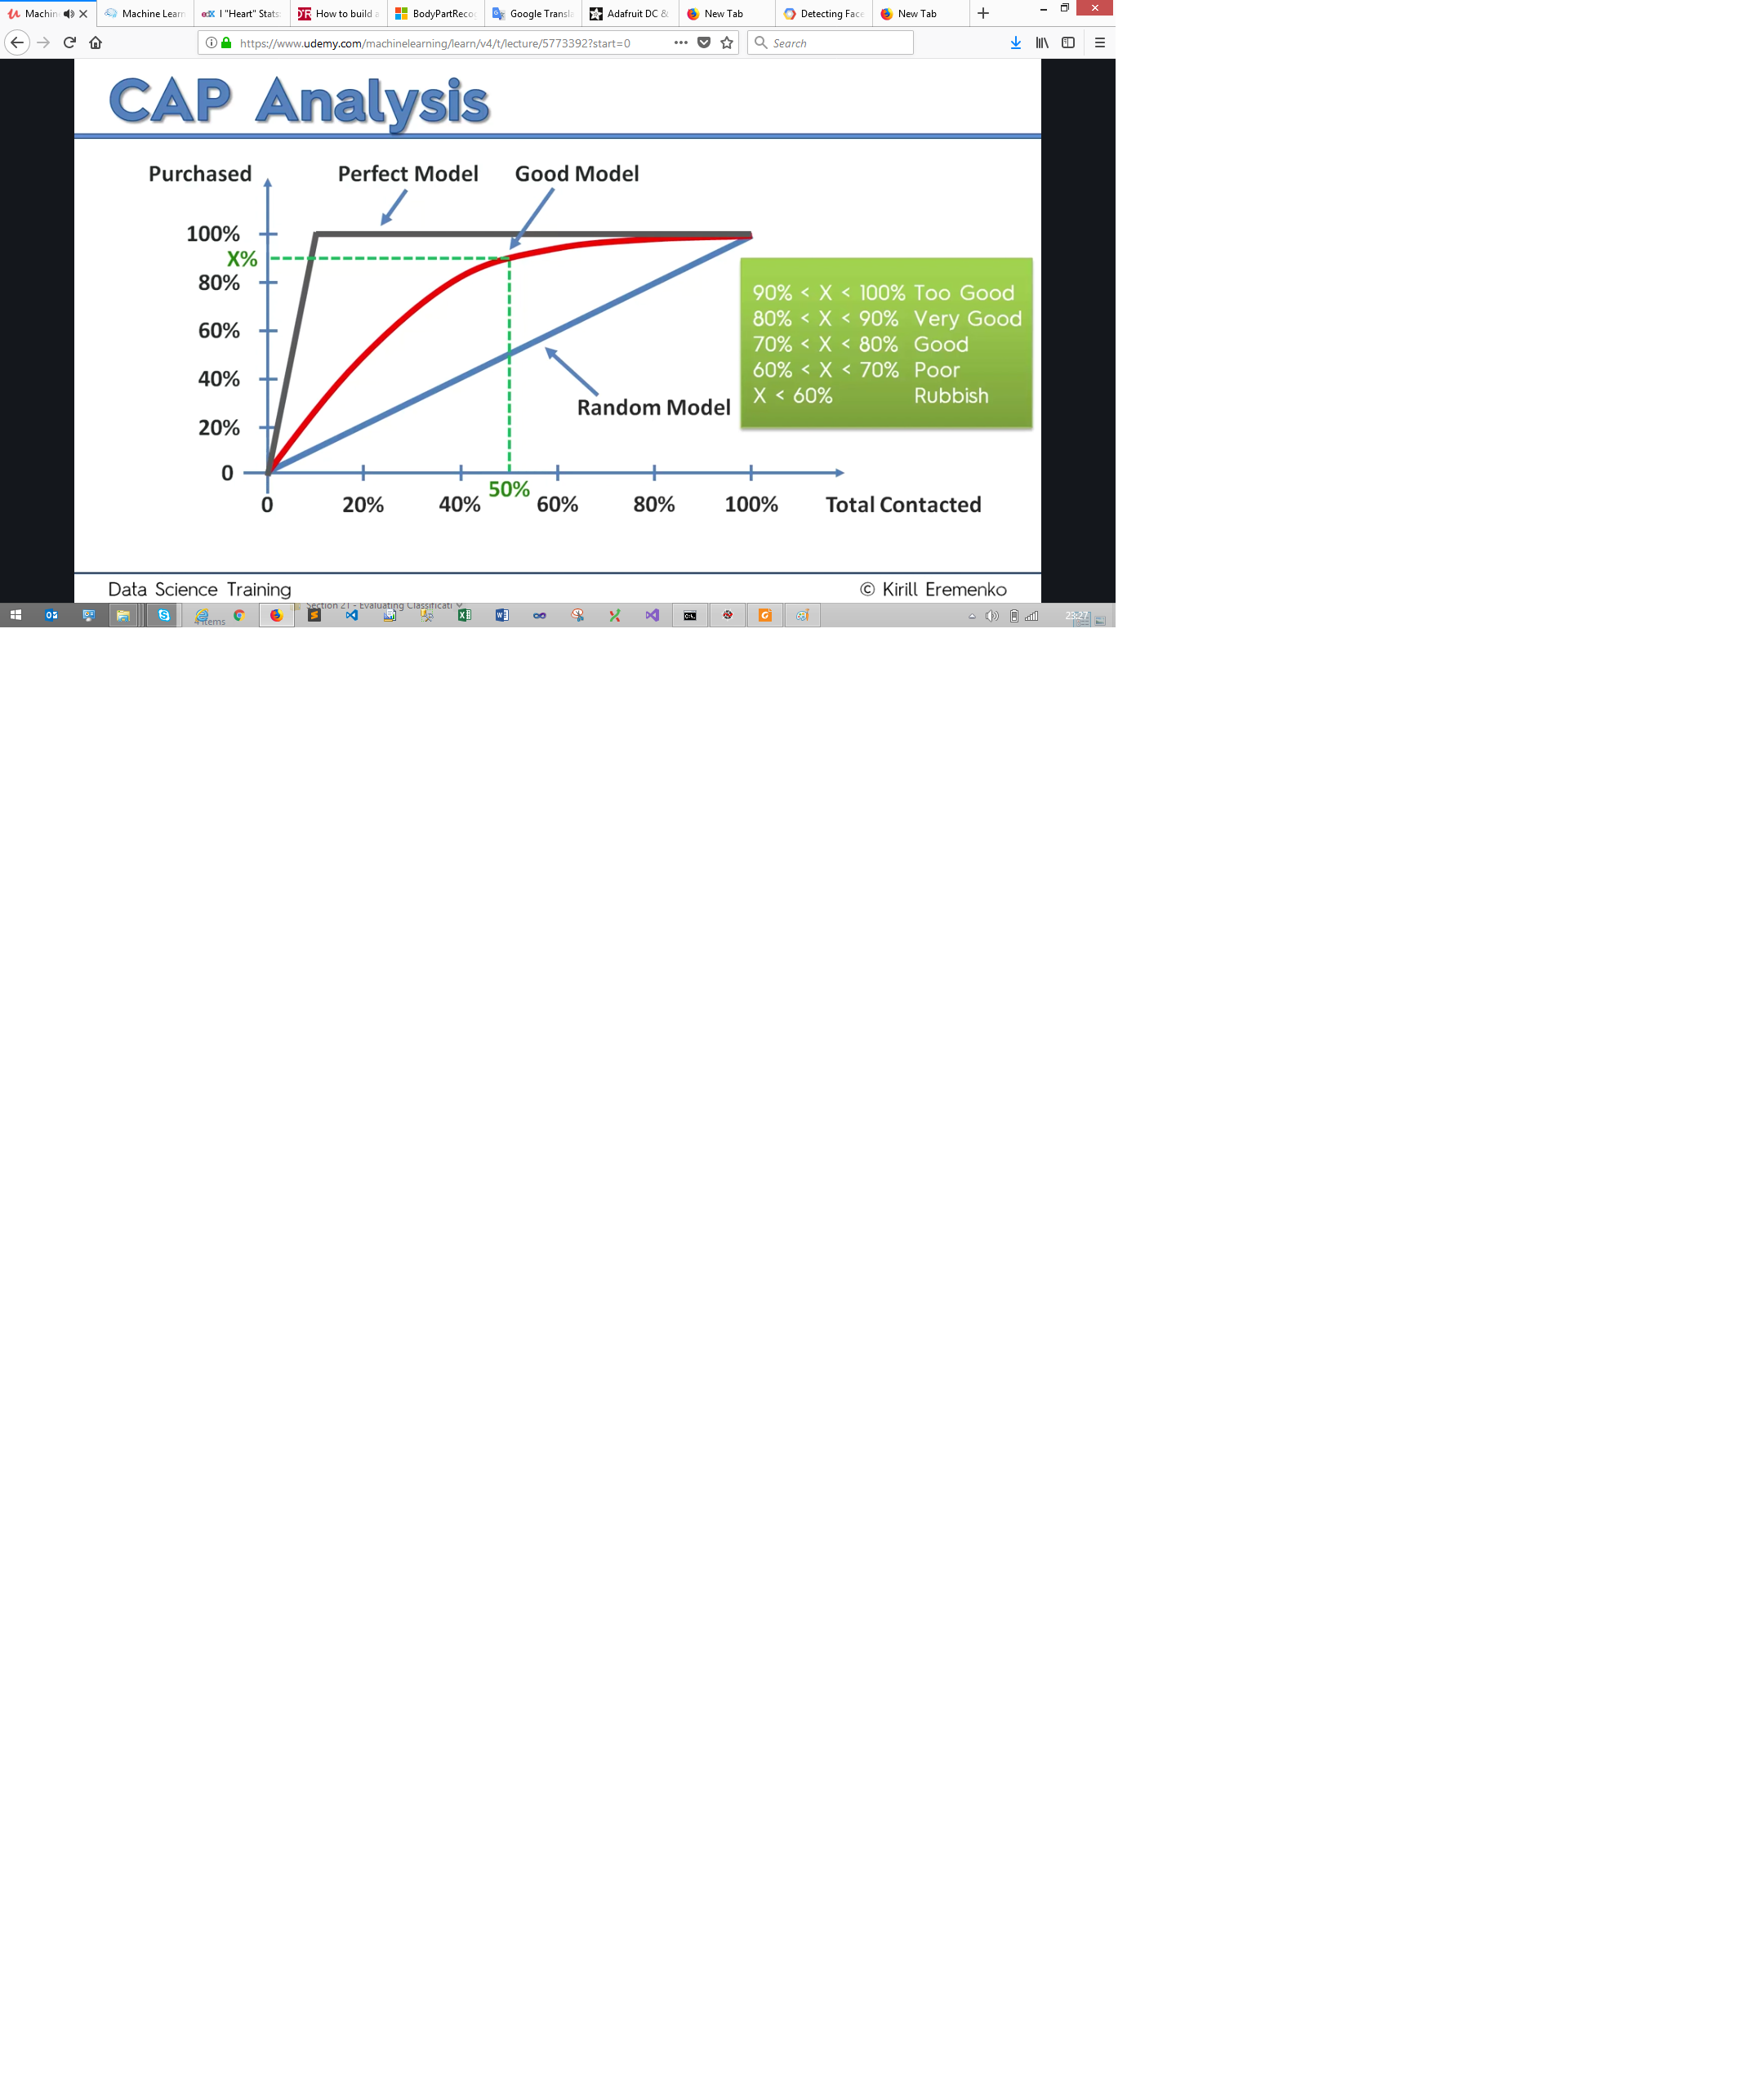 Machin
Machine Learn
edX I "Heart" Stats:
How to build a
BodyPartReco
Google Transla
Adafruit DC &
New Tab
Detecting Face
New Tab
https://www.udemy.com/machinelearning/learn/v4/t/lecture/5773392?start=0
Search
CAP Analysis
Purchased
Perfect Model
Good Model
100%
X%
80%
60%
40%
20%
0
90% < X < 100% Too Good
80% < X < 90% Very Good
70% < X < 80% Good
60% < X < 70% Poor
X < 60% Rubbish
Random Model
50%
0 20% 40% 60% 80% 100% Total Contacted
Data Science Training
© Kirill Eremenko
Section 21 - Evaluating Classificati
4 items
23:27